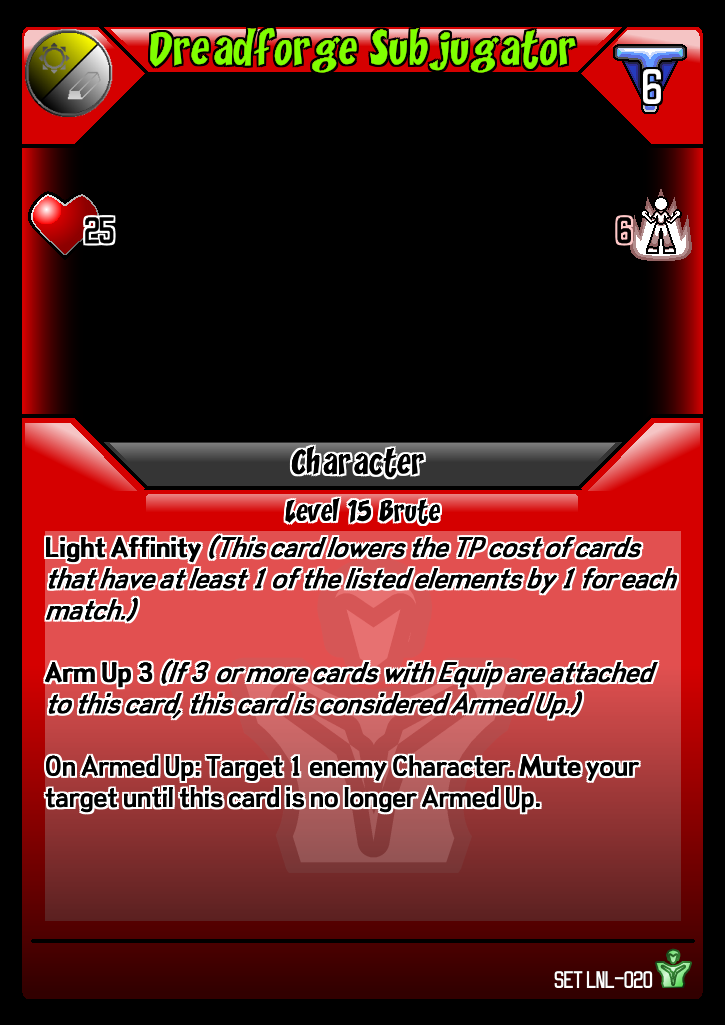 Dreadforge Subjugator
6
25
6
Character
Level 15 Brute
Light Affinity (This card lowers the TP cost of cards
that have at least 1 of the listed elements by 1 for each
match.)
Arm Up 3 (If 3 or more cards with Equip are attached
to this card, this card is considered Armed Up.)
On Armed Up: Target 1 enemy Character. Mute your
target until this card is no longer Armed Up.
SET LNL-020